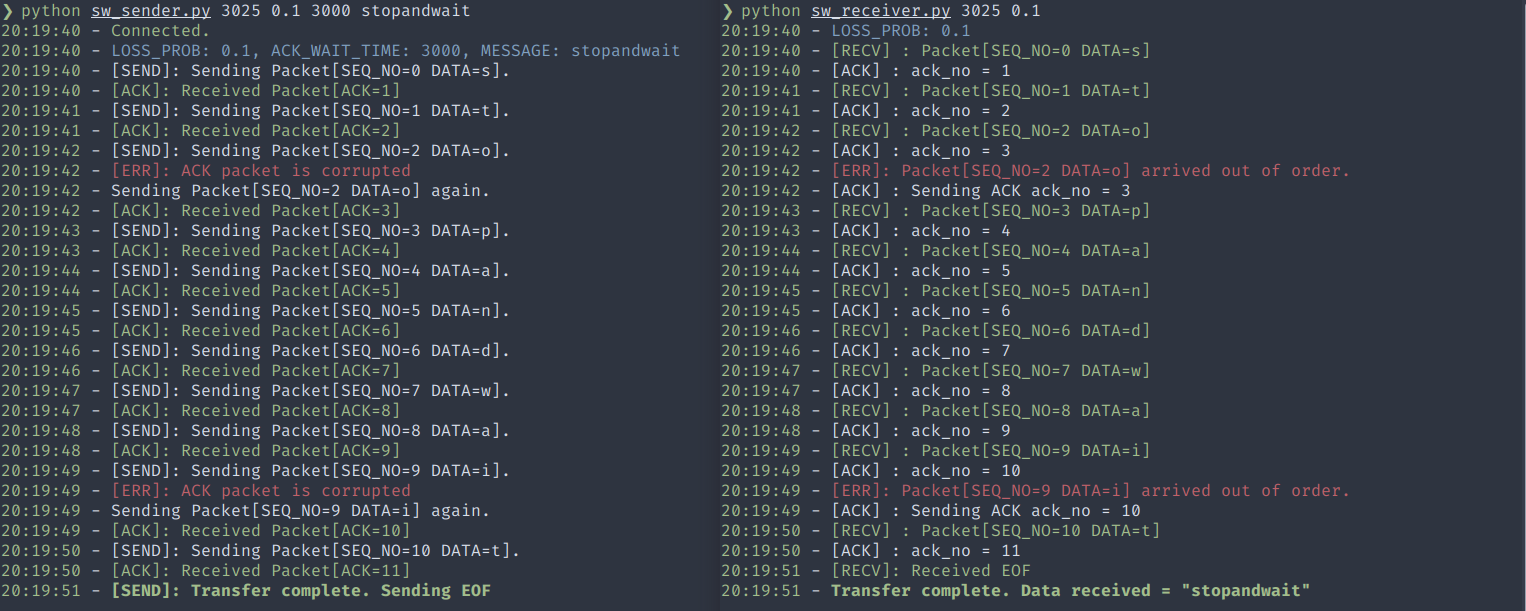 ❯ python sw_sender.py 3025 0.1 3000 stopandwait
20:19:40 - Connected.
20:19:40 - LOSS_PROB: 0.1, ACK_WAIT_TIME: 3000, MESSAGE: stopandwait
20:19:40 - [SEND]: Sending Packet[SEQ_NO=0 DATA=s].
20:19:40 - [ACK]: Received Packet[ACK=1]
20:19:41 - [SEND]: Sending Packet[SEQ_NO=1 DATA=t].
20:19:41 - [ACK]: Received Packet[ACK=2]
20:19:42 - [SEND]: Sending Packet[SEQ_NO=2 DATA=o].
20:19:42 - [ERR]: ACK packet is corrupted
20:19:42 - Sending Packet[SEQ_NO=2 DATA=o] again.
20:19:42 - [ACK]: Received Packet[ACK=3]
20:19:43 - [SEND]: Sending Packet[SEQ_NO=3 DATA=p].
20:19:43 - [ACK]: Received Packet[ACK=4]
20:19:44 - [SEND]: Sending Packet[SEQ_NO=4 DATA=a].
20:19:44 - [ACK]: Received Packet[ACK=5]
20:19:45 - [SEND]: Sending Packet[SEQ_NO=5 DATA=n].
20:19:45 - [ACK]: Received Packet[ACK=6]
20:19:46 - [SEND]: Sending Packet[SEQ_NO=6 DATA=d].
20:19:46 - [ACK]: Received Packet[ACK=7]
20:19:47 - [SEND]: Sending Packet[SEQ_NO=7 DATA=w].
20:19:47 - [ACK]: Received Packet[ACK=8]
20:19:48 - [SEND]: Sending Packet[SEQ_NO=8 DATA=a].
20:19:48 - [ACK]: Received Packet[ACK=9]
20:19:49 - [SEND]: Sending Packet[SEQ_NO=9 DATA=i].
20:19:49 - [ERR]: ACK packet is corrupted
20:19:49 - Sending Packet[SEQ_NO=9 DATA=i] again.
20:19:49 - [ACK]: Received Packet[ACK=10]
20:19:50 - [SEND]: Sending Packet[SEQ_NO=10 DATA=t].
20:19:50 - [ACK]: Received Packet[ACK=11]
20:19:51 - [SEND]: Transfer complete. Sending EOF
❯ python sw_receiver.py 3025 0.1
20:19:40 - LOSS_PROB: 0.1
20:19:40 - [RECV] : Packet[SEQ_NO=0 DATA=s]
20:19:40 - [ACK] : ack_no = 1
20:19:41 - [RECV] : Packet[SEQ_NO=1 DATA=t]
20:19:41 - [ACK] : ack_no = 2
20:19:42 - [RECV] : Packet[SEQ_NO=2 DATA=o]
20:19:42 - [ACK] : ack_no = 3
20:19:42 - [ERR]: Packet[SEQ_NO=2 DATA=o] arrived out of order.
20:19:42 - [ACK] : Sending ACK ack_no = 3
20:19:43 - [RECV] : Packet[SEQ_NO=3 DATA=p]
20:19:43 - [ACK] : ack_no = 4
20:19:44 - [RECV] : Packet[SEQ_NO=4 DATA=a]
20:19:44 - [ACK] : ack_no = 5
20:19:45 - [RECV] : Packet[SEQ_NO=5 DATA=n]
20:19:45 - [ACK] : ack_no = 6
20:19:46 - [RECV] : Packet[SEQ_NO=6 DATA=d]
20:19:46 - [ACK] : ack_no = 7
20:19:47 - [RECV] : Packet[SEQ_NO=7 DATA=w]
20:19:47 - [ACK] : ack_no = 8
20:19:48 - [RECV] : Packet[SEQ_NO=8 DATA=a]
20:19:48 - [ACK] : ack_no = 9
20:19:49 - [RECV] : Packet[SEQ_NO=9 DATA=i]
20:19:49 - [ACK] : ack_no = 10
20:19:49 - [ERR]: Packet[SEQ_NO=9 DATA=i] arrived out of order.
20:19:49 - [ACK] : Sending ACK ack_no = 10
20:19:50 - [RECV] : Packet[SEQ_NO=10 DATA=t]
20:19:50 - [ACK] : ack_no = 11
20:19:51 - [RECV]: Received EOF
20:19:51 - Transfer complete. Data received = "stopandwait"